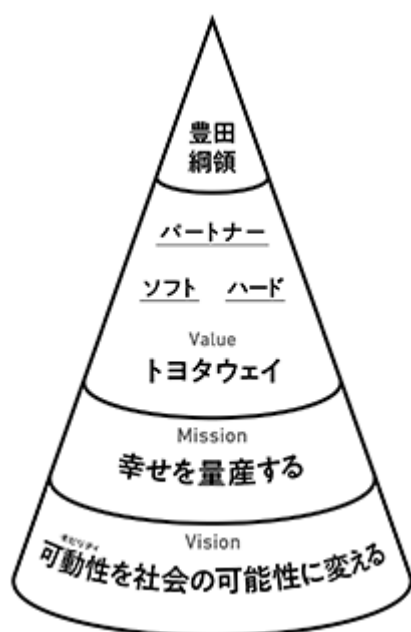 豊田
綱領
パートナー
ソフト ハード
Value
トヨタウェイ
Mission
幸せを量産する
Vision
モビリティ
可動性を社会の可能性に変える